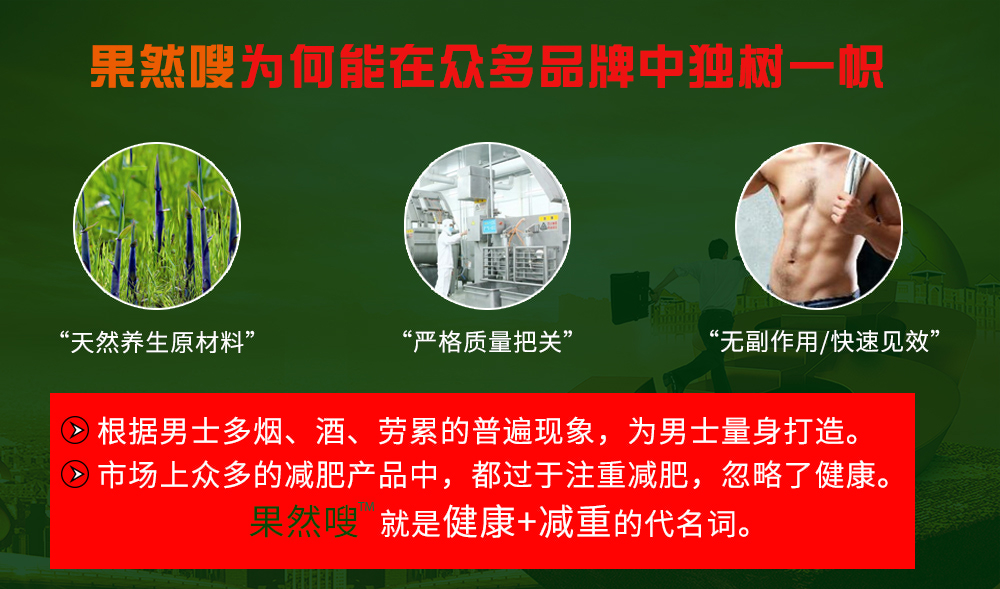 果然嗖为何能在众多品牌中独树一帜
“天然养生原材料” “严格质量把关” “无副作用/快速见效”
根据男士多烟、酒、劳累的普遍现象，为男士量身打造。
市场上众多的减肥产品中，都过于注重减肥，忽略了健康。
果然嗖™就是健康+减重的代名词。